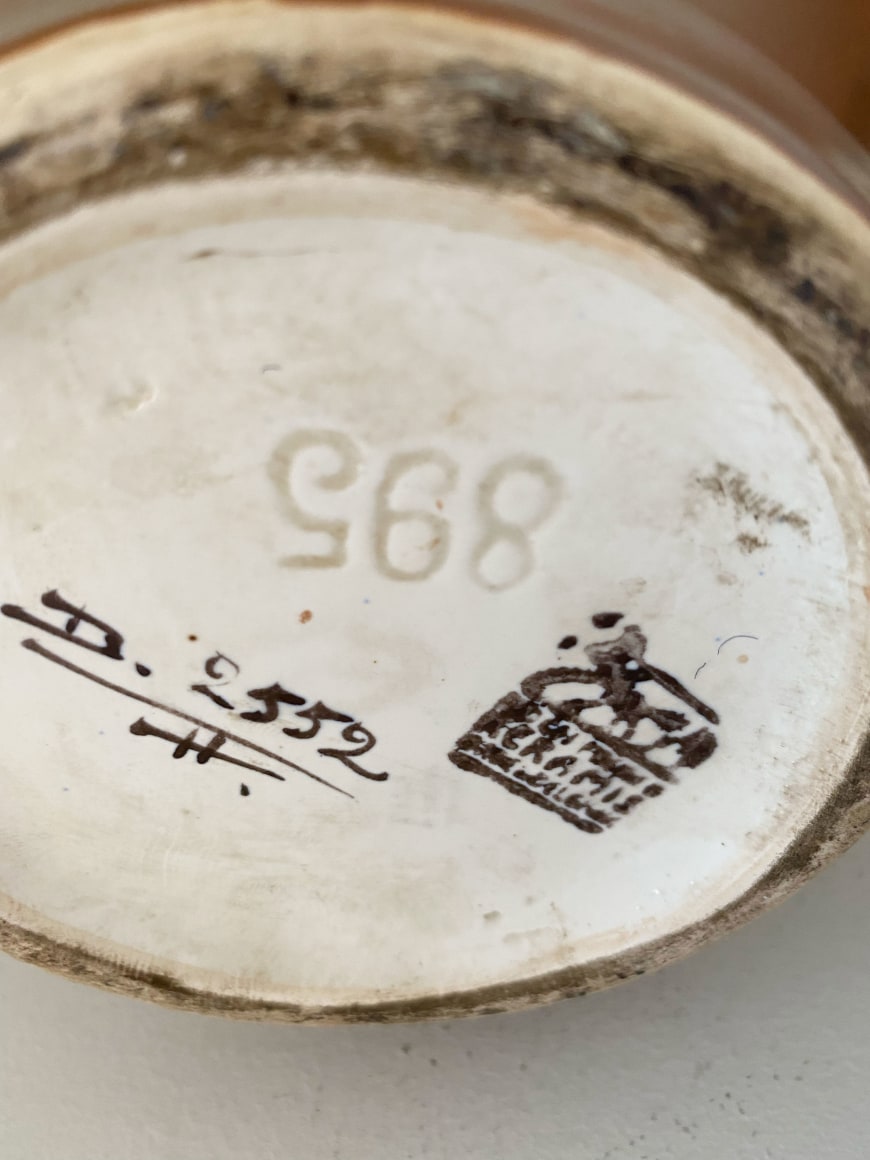 895
D. 2552
H.
KERAMIS